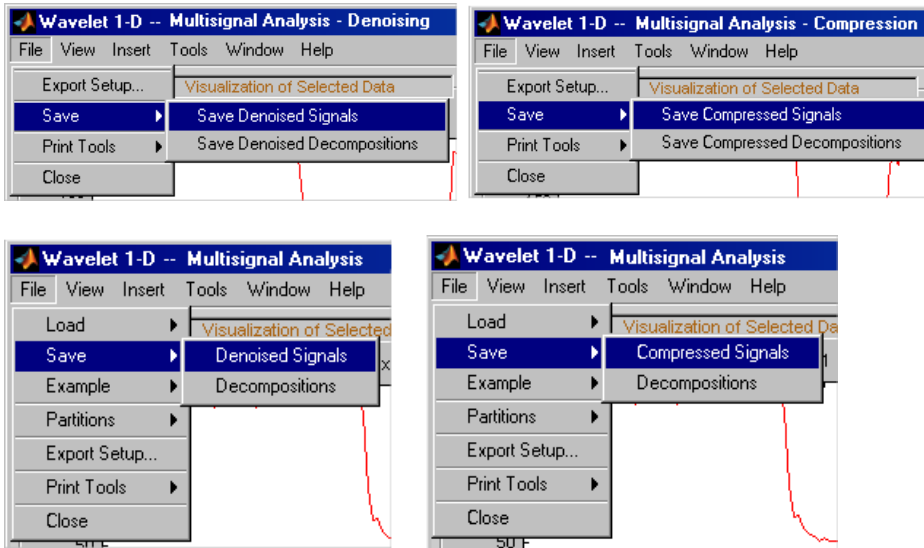 Wavelet 1-D -- Multisignal Analysis - Denoising
File View Insert Tools Window Help
Export Setup...
Visualization of Selected Data
Save
Save Denoised Signals
Print Tools
Save Denoised Decompositions
Close
Wavelet 1-D -- Multisignal Analysis - Compression
File View Insert Tools Window Help
Export Setup...
Visualization of Selected Data
Save
Save Compressed Signals
Print Tools
Save Compressed Decompositions
Close
Wavelet 1-D -- Multisignal Analysis
File View Insert Tools Window Help
Load
Visualization of Selected
Save
Denoised Signals
Example
Decompositions
Partitions
Export Setup...
Print Tools
Close
Wavelet 1-D -- Multisignal Analysis
File View Insert Tools Window Help
Load
Visualization of Selected Da
Save
Compressed Signals
Example
Decompositions
Partitions
Export Setup...
Print Tools
Close